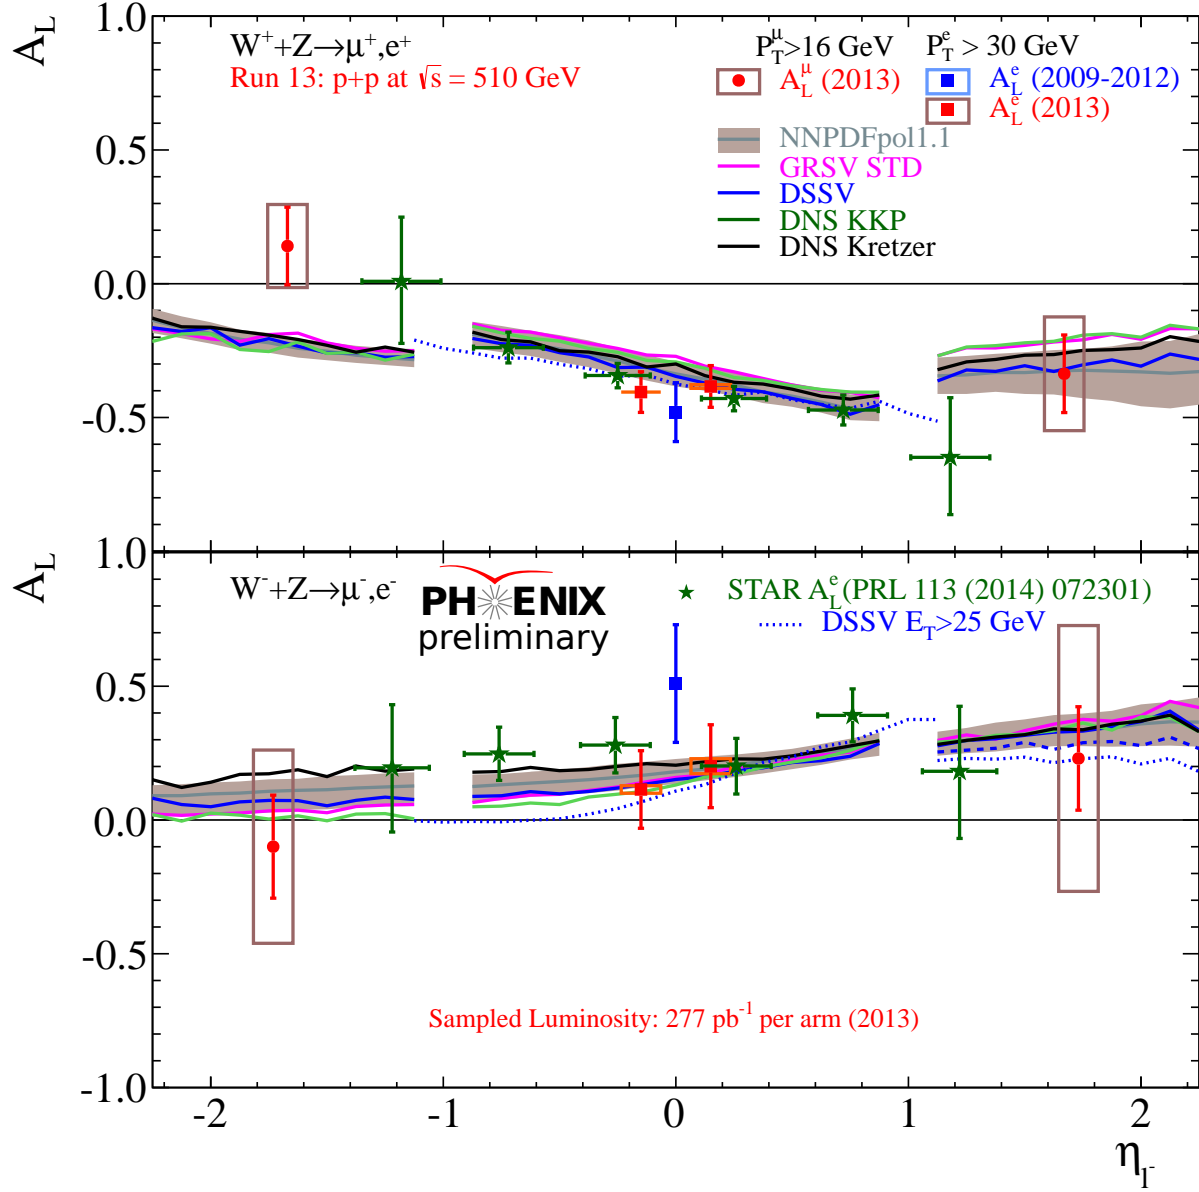 A_L
1.0
W⁺+Z→μ⁺,e⁺
P_T^μ>16 GeV
P_T^e > 30 GeV
Run 13: p+p at √s = 510 GeV
A_L^μ (2013)
A_L^e (2009-2012)
A_L^e (2013)
0.5
NNPDFpol1.1
GRSV STD
DSSV
DNS KKP
DNS Kretzer
0.0
-0.5
A_L
1.0
W⁻+Z→μ⁻,e⁻
PHENIX
preliminary
STAR A_L^e(PRL 113 (2014) 072301)
DSSV E_T>25 GeV
0.5
0.0
-0.5
Sampled Luminosity: 277 pb⁻¹ per arm (2013)
-1.0
-2 -1 0 1 2
η_l⁻